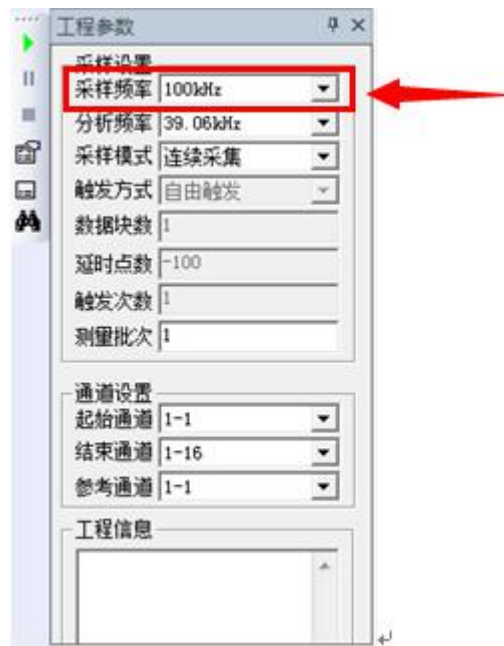 工程参数
采样设置
采样频率 100kHz
分析频率 39.06kHz
采样模式 连续采集
触发方式 自由触发
数据块数 1
延时点数 -100
触发次数 1
测量批次 1
通道设置
起始通道 1-1
结束通道 1-16
参考通道 1-1
工程信息